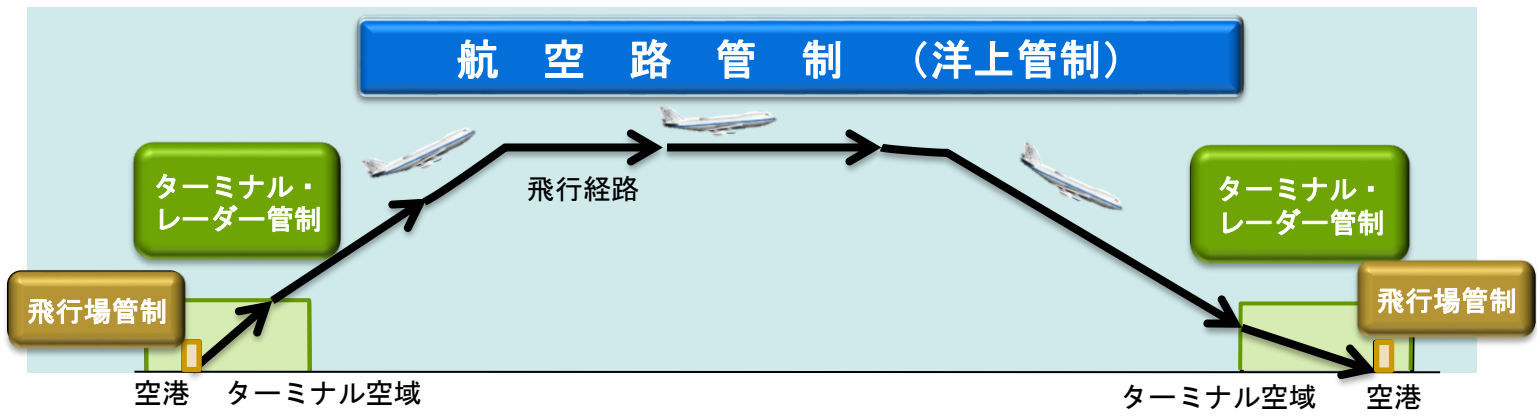 航空路管制（洋上管制）
ターミナル・
レーダー管制
飛行経路
ターミナル・
レーダー管制
飛行場管制
飛行場管制
空港
ターミナル空域
ターミナル空域
空港